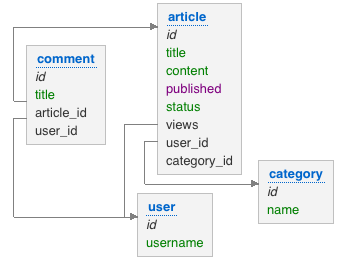 article
id
title
content
published
status
views
user_id
category_id
comment
id
title
article_id
user_id
category
id
name
user
id
username